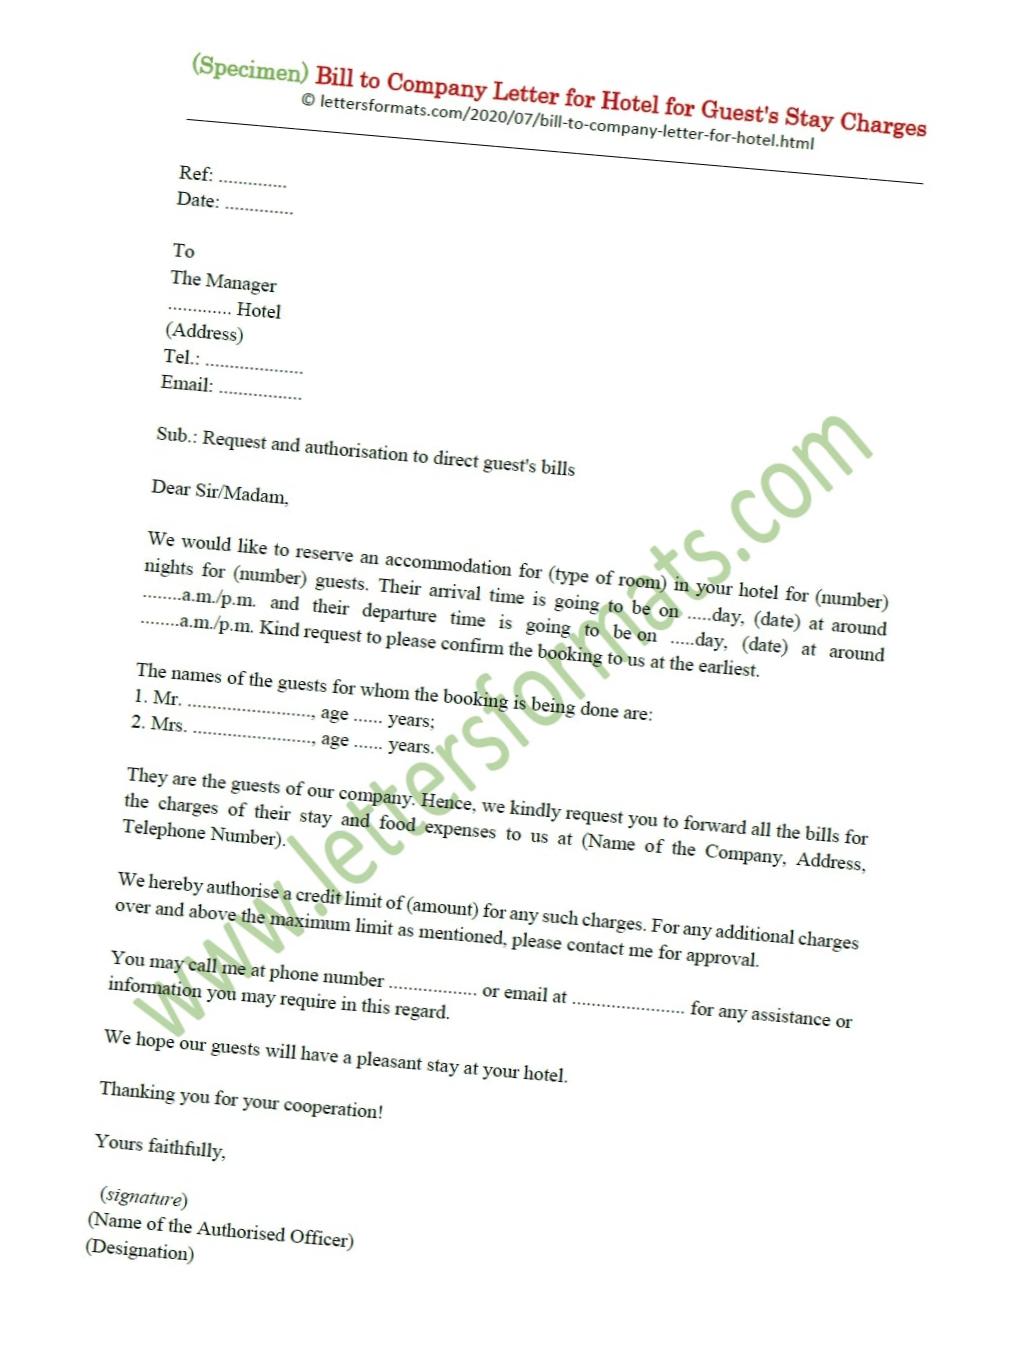 (Specimen) Bill to Company Letter for Hotel for Guest's Stay Charges
© lettersformats.com/2020/07/bill-to-company-letter-for-hotel.html
Ref: .............
Date: .............
To
The Manager
............. Hotel
(Address)
Tel.: ...................
Email: ................
Sub.: Request and authorisation to direct guest's bills
Dear Sir/Madam,
We would like to reserve an accommodation for (type of room) in your hotel for (number)
nights for (number) guests. Their arrival time is going to be on .....day, (date) at around
........a.m./p.m. and their departure time is going to be on .....day, (date) at around
........a.m./p.m. Kind request to please confirm the booking to us at the earliest.
The names of the guests for whom the booking is being done are:
1. Mr. ........................, age ...... years;
2. Mrs. ......................., age ...... years.
They are the guests of our company. Hence, we kindly request you to forward all the bills for
the charges of their stay and food expenses to us at (Name of the Company, Address,
Telephone Number).
We hereby authorise a credit limit of (amount) for any such charges. For any additional charges
over and above the maximum limit as mentioned, please contact me for approval.
You may call me at phone number ................. or email at ...................... for any assistance or
information you may require in this regard.
We hope our guests will have a pleasant stay at your hotel.
Thanking you for your cooperation!
Yours faithfully,
(signature)
(Name of the Authorised Officer)
(Designation)
www.lettersformats.com